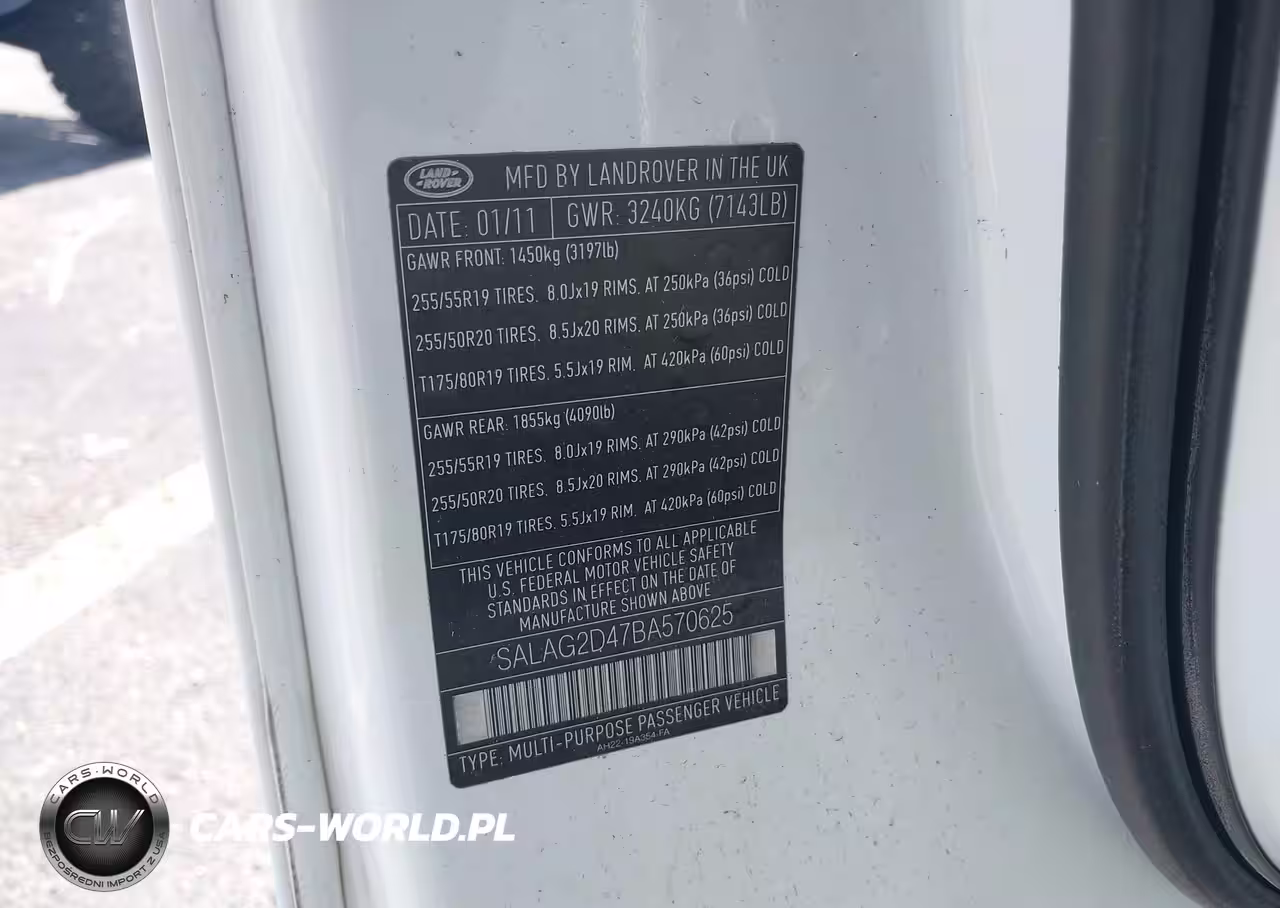 LAND ROVER
MFD BY LANDROVER IN THE UK
DATE: 01/11 GWR: 3240KG (7143LB)
GAWR FRONT: 1450kg (3197lb)
255/55R19 TIRES. 8.0Jx19 RIMS. AT 250kPa (36psi) COLD
255/50R20 TIRES. 8.5Jx20 RIMS. AT 250kPa (36psi) COLD
T175/80R19 TIRES. 5.5Jx19 RIM. AT 420kPa (60psi) COLD
GAWR REAR: 1855kg (4090lb)
255/55R19 TIRES. 8.0Jx19 RIMS. AT 290kPa (42psi) COLD
255/50R20 TIRES. 8.5Jx20 RIMS. AT 290kPa (42psi) COLD
T175/80R19 TIRES. 5.5Jx19 RIM. AT 420kPa (60psi) COLD
THIS VEHICLE CONFORMS TO ALL APPLICABLE
U.S. FEDERAL MOTOR VEHICLE SAFETY
STANDARDS IN EFFECT ON THE DATE OF
MANUFACTURE SHOWN ABOVE
SALAG2D47BA570625
TYPE: MULTI-PURPOSE PASSENGER VEHICLE
AH22-19A354-FA
CARS-WORLD
CW
BEZPOŚREDNI IMPORT Z USA
CARS-WORLD.PL